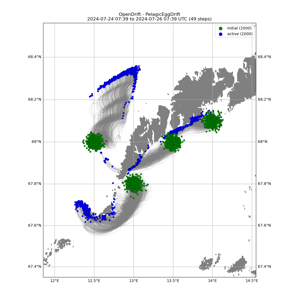 OpenDrift - PelagicEggDrift
2024-07-24 07:39 to 2024-07-26 07:39 UTC (49 steps)
initial (2000)
active (2000)
68.4°N 68.4°N
68.2°N 68.2°N
68°N 68°N
67.8°N 67.8°N
67.6°N 67.6°N
67.4°N 67.4°N
12°E 12.5°E 13°E 13.5°E 14°E 14.5°E